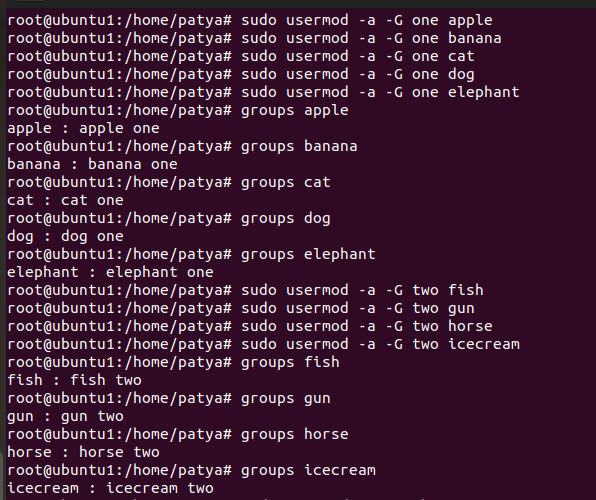 root@ubuntu1:/home/patya# sudo usermod -a -G one apple
root@ubuntu1:/home/patya# sudo usermod -a -G one banana
root@ubuntu1:/home/patya# sudo usermod -a -G one cat
root@ubuntu1:/home/patya# sudo usermod -a -G one dog
root@ubuntu1:/home/patya# sudo usermod -a -G one elephant
root@ubuntu1:/home/patya# groups apple
apple : apple one
root@ubuntu1:/home/patya# groups banana
banana : banana one
root@ubuntu1:/home/patya# groups cat
cat : cat one
root@ubuntu1:/home/patya# groups dog
dog : dog one
root@ubuntu1:/home/patya# groups elephant
elephant : elephant one
root@ubuntu1:/home/patya# sudo usermod -a -G two fish
root@ubuntu1:/home/patya# sudo usermod -a -G two gun
root@ubuntu1:/home/patya# sudo usermod -a -G two horse
root@ubuntu1:/home/patya# sudo usermod -a -G two icecream
root@ubuntu1:/home/patya# groups fish
fish : fish two
root@ubuntu1:/home/patya# groups gun
gun : gun two
root@ubuntu1:/home/patya# groups horse
horse : horse two
root@ubuntu1:/home/patya# groups icecream
icecream : icecream two